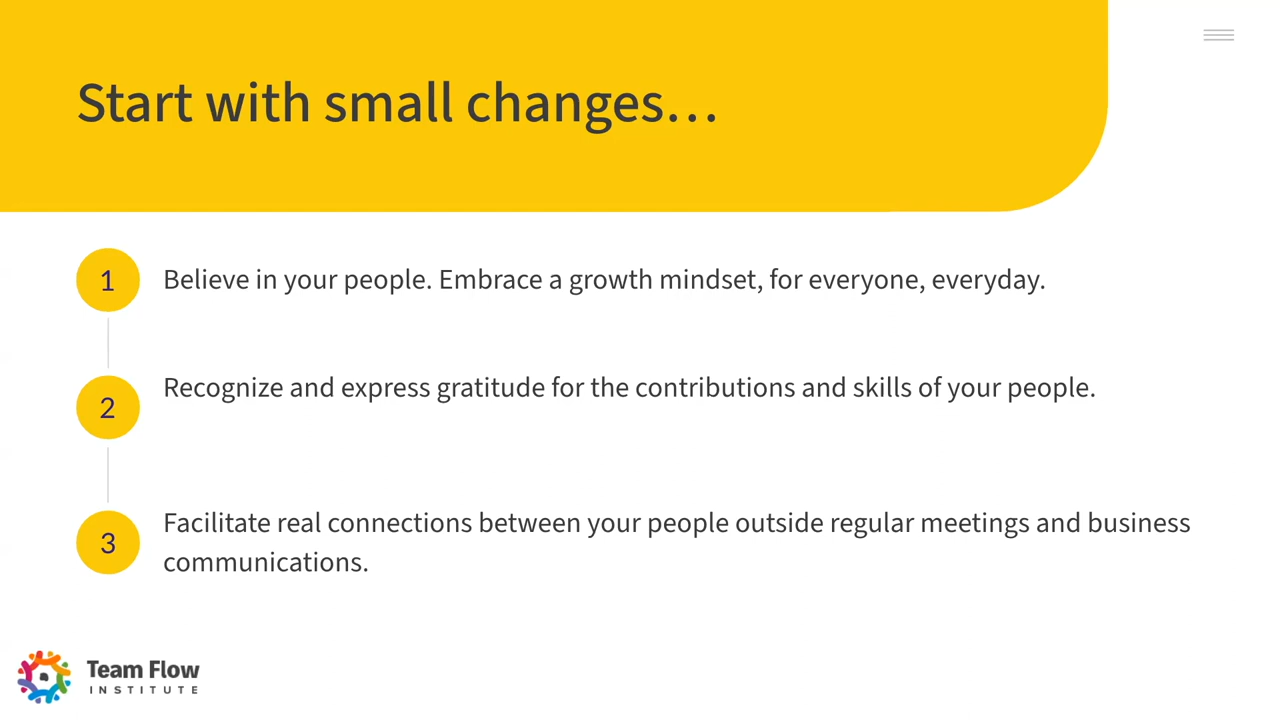 Start with small changes…
1
Believe in your people. Embrace a growth mindset, for everyone, everyday.
2
Recognize and express gratitude for the contributions and skills of your people.
3
Facilitate real connections between your people outside regular meetings and business
communications.
Team Flow
INSTITUTE